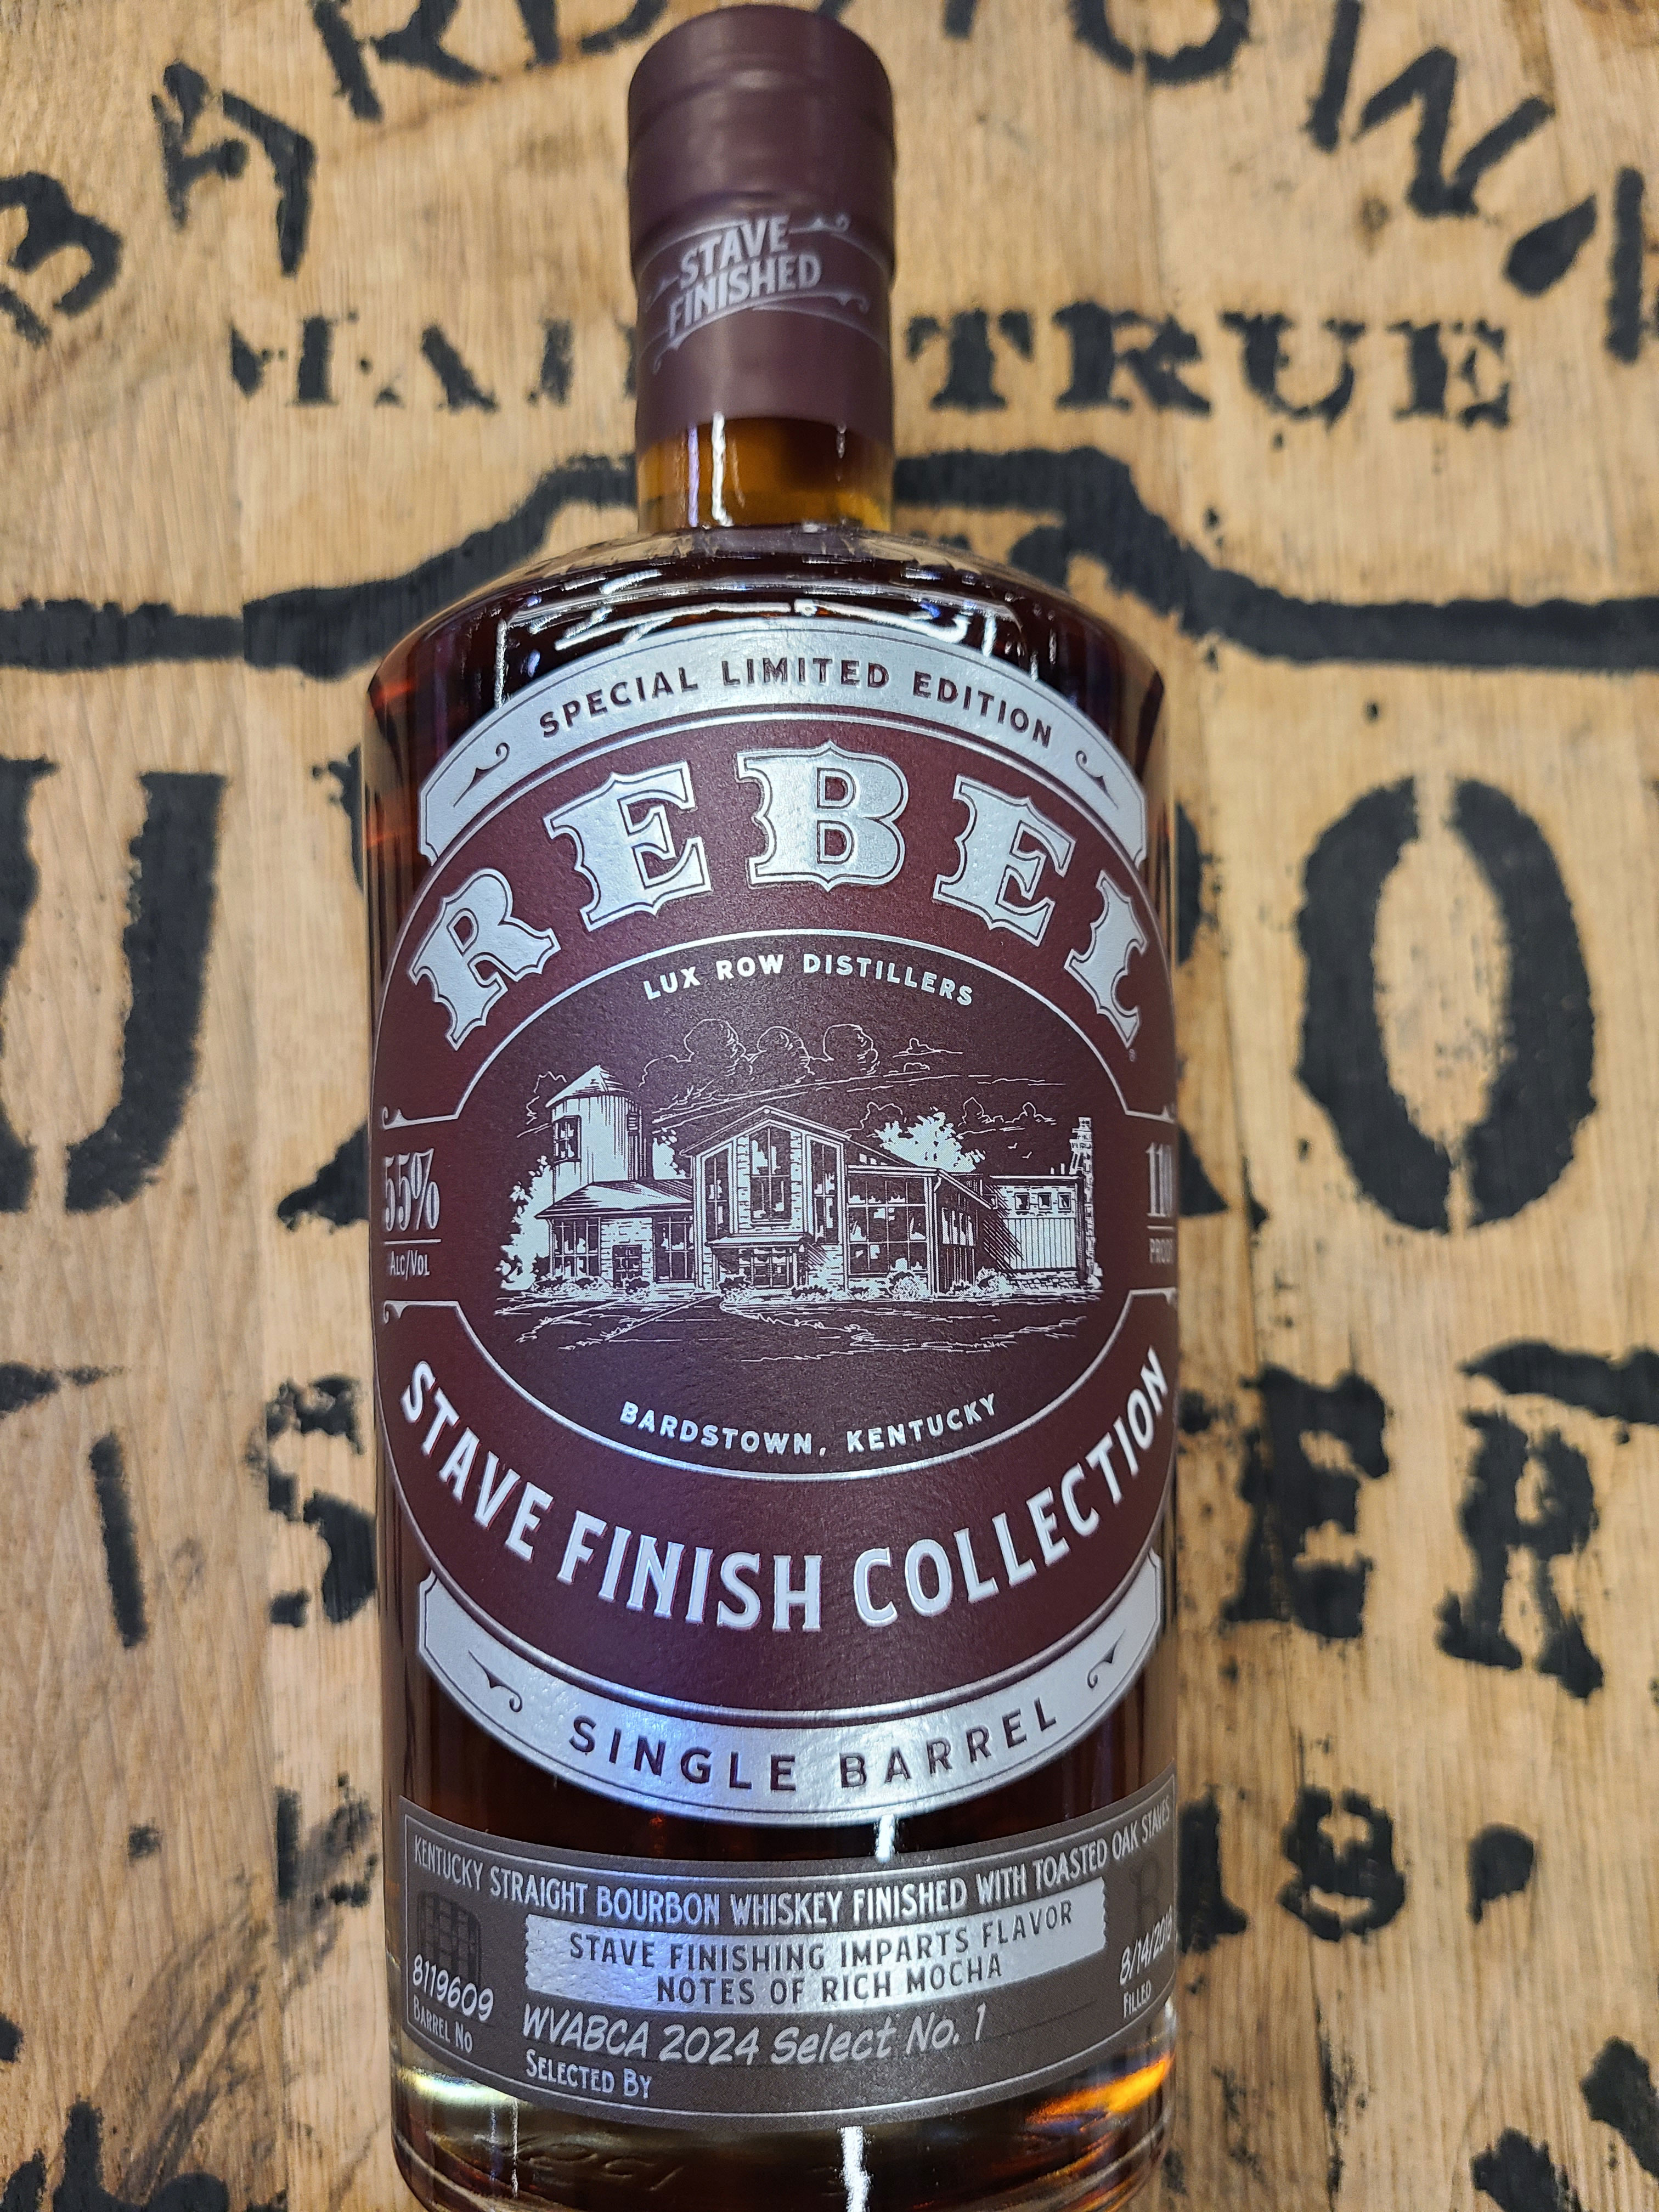 STAVE
FINISHED
TRUE
SPECIAL LIMITED EDITION
REBEL
LUX ROW DISTILLERS
55%
ALC/VOL
110
PROOF
BARDSTOWN, KENTUCKY
STAVE FINISH COLLECTION
SINGLE BARREL
KENTUCKY STRAIGHT BOURBON WHISKEY FINISHED WITH TOASTED OAK STAVES
STAVE FINISHING IMPARTS FLAVOR
NOTES OF RICH MOCHA
8119609
BARREL NO
WVABCA 2024 Select No. 1
SELECTED BY
FILLED